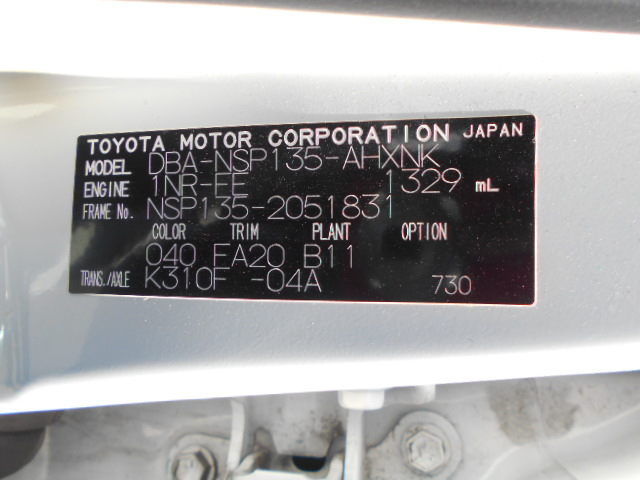 TOYOTA MOTOR CORPORATION JAPAN
MODEL DBA-NSP135-AHXNK
ENGINE 1NR-FE 1329 mL
FRAME No. NSP135-2051831
COLOR TRIM PLANT OPTION
040 FA20 B11
TRANS./AXLE K310F -04A 730